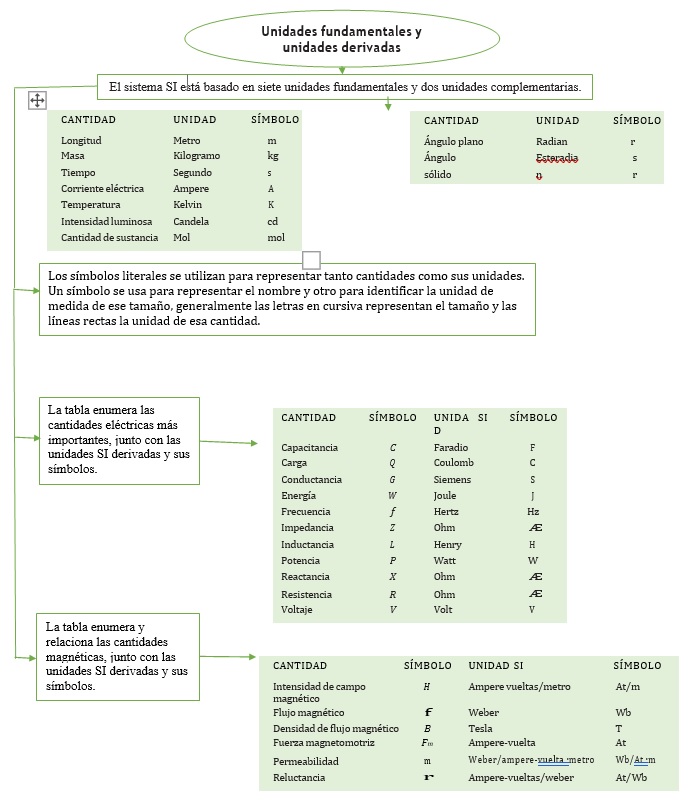 Unidades fundamentales y
unidades derivadas
El sistema SI está basado en siete unidades fundamentales y dos unidades complementarias.
CANTIDAD UNIDAD SÍMBOLO
Longitud Metro m
Masa Kilogramo kg
Tiempo Segundo s
Corriente eléctrica Ampere A
Temperatura Kelvin K
Intensidad luminosa Candela cd
Cantidad de sustancia Mol mol
CANTIDAD UNIDAD SÍMBOLO
Ángulo plano Radian r
Ángulo Esteradia s
sólido n r
Los símbolos literales se utilizan para representar tanto cantidades como sus unidades.
Un símbolo se usa para representar el nombre y otro para identificar la unidad de
medida de ese tamaño, generalmente las letras en cursiva representan el tamaño y las
líneas rectas la unidad de esa cantidad.
La tabla enumera las
cantidades eléctricas más
importantes, junto con las
unidades SI derivadas y sus
símbolos.
CANTIDAD SÍMBOLO UNIDA SI SÍMBOLO
D
Capacitancia C Faradio F
Carga Q Coulomb C
Conductancia G Siemens S
Energía W Joule J
Frecuencia f Hertz Hz
Impedancia Z Ohm Æ
Inductancia L Henry H
Potencia P Watt W
Reactancia X Ohm Æ
Resistencia R Ohm Æ
Voltaje V Volt V
La tabla enumera y
relaciona las cantidades
magnéticas, junto con las
unidades SI derivadas y sus
símbolos.
CANTIDAD SÍMBOLO UNIDAD SI SÍMBOLO
Intensidad de campo H Ampere vueltas/metro At/m
magnético
Flujo magnético f Weber Wb
Densidad de flujo magnético B Tesla T
Fuerza magnetomotriz Fm Ampere-vuelta At
Permeabilidad m Weber/ampere-vuelta·metro Wb/At·m
Reluctancia r Ampere-vueltas/weber At/Wb